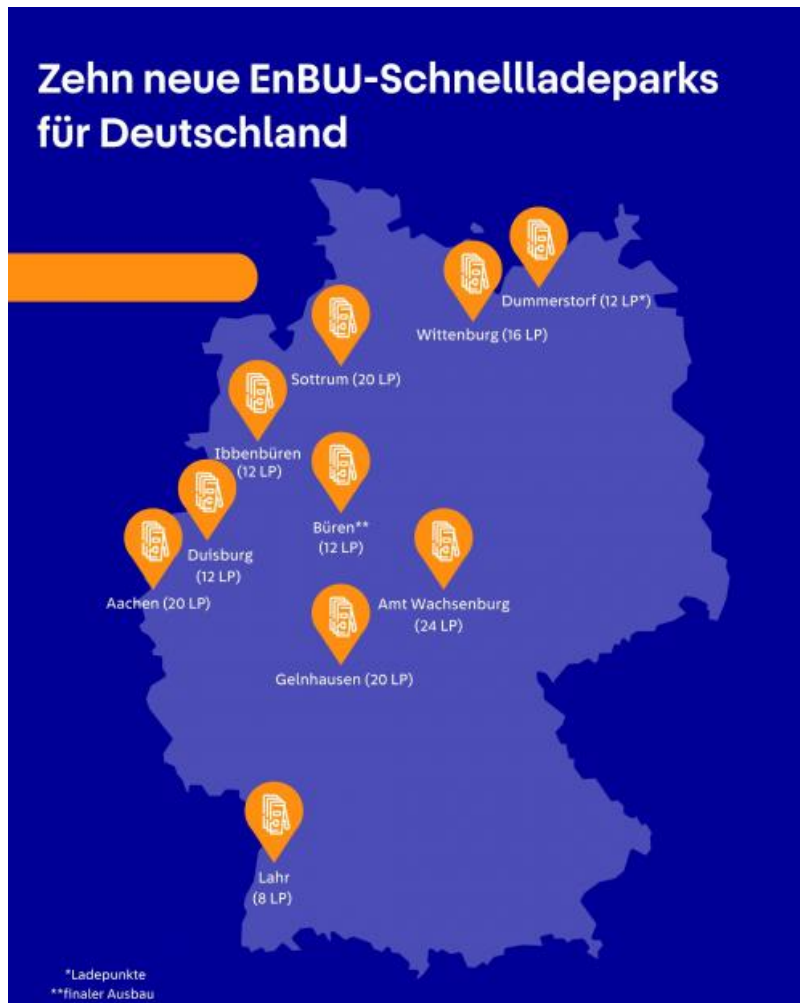 Zehn neue EnBW-Schnellladeparks
für Deutschland
Dummerstorf (12 LP*)
Wittenburg (16 LP)
Sottrum (20 LP)
Ibbenbüren
(12 LP)
Büren**
(12 LP)
Duisburg
(12 LP)
Aachen (20 LP)
Amt Wachsenburg
(24 LP)
Gelnhausen (20 LP)
Lahr
(8 LP)
*Ladepunkte
**finaler Ausbau